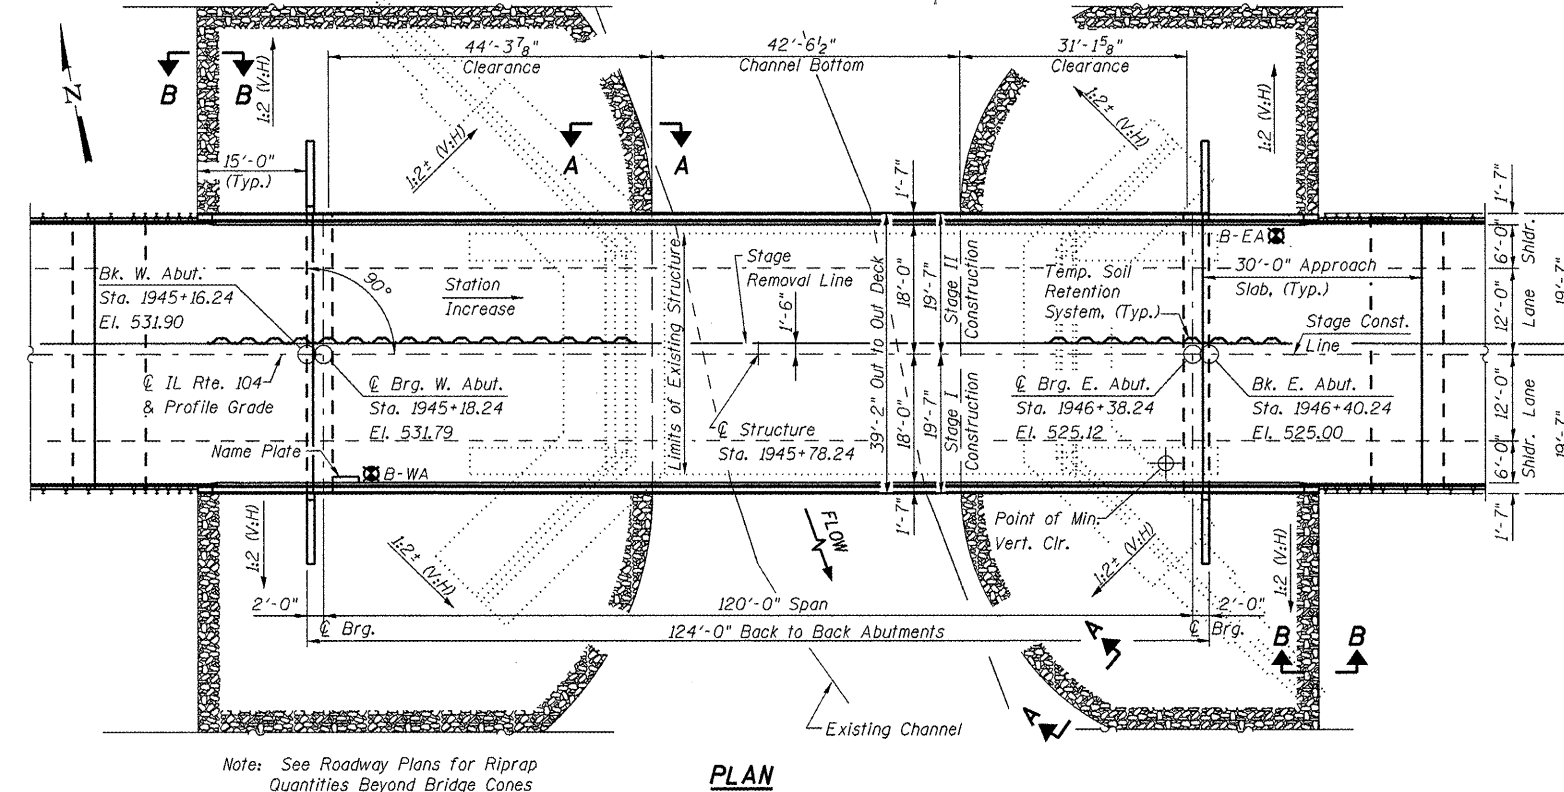 44'-3 7/8"
Clearance
42'-6 1/2"
Channel Bottom
31'-1 5/8"
Clearance
N
B
B
1:2 (V:H)
1:2± (V:H)
A
A
1:2± (V:H)
1:2 (V:H)
15'-0"
(Typ.)
1'-7"
1'-7"
B-EA
Bk. W. Abut.
Sta. 1945+16.24
El. 531.90
90°
Station
Increase
Limits of Existing Structure
Stage
Removal Line
1'-6"
39'-2" Out to Out Deck
18'-0"
18'-0"
19'-7"
19'-7"
Stage II
Construction
Stage I
Construction
Temp. Soil
Retention
System, (Typ.)
30'-0" Approach
Slab, (Typ.)
Stage Const.
Line
6'-0"
Shldr.
12'-0"
Lane
12'-0"
Lane
6'-0"
Shldr.
19'-7"
19'-7"
℄ IL Rte. 104
& Profile Grade
℄ Brg. W. Abut.
Sta. 1945+18.24
El. 531.79
℄ Structure
Sta. 1945+78.24
℄ Brg. E. Abut.
Sta. 1946+38.24
El. 525.12
Bk. E. Abut.
Sta. 1946+40.24
El. 525.00
Name Plate
B-WA
1'-7"
1'-7"
Point of Min.
Vert. Clr.
FLOW
1:2 (V:H)
1:2± (V:H)
1:2± (V:H)
1:2 (V:H)
2'-0"
120'-0" Span
2'-0"
℄ Brg.
124'-0" Back to Back Abutments
℄ Brg.
A
B
B
A
Existing Channel
Note: See Roadway Plans for Riprap
Quantities Beyond Bridge Cones
PLAN